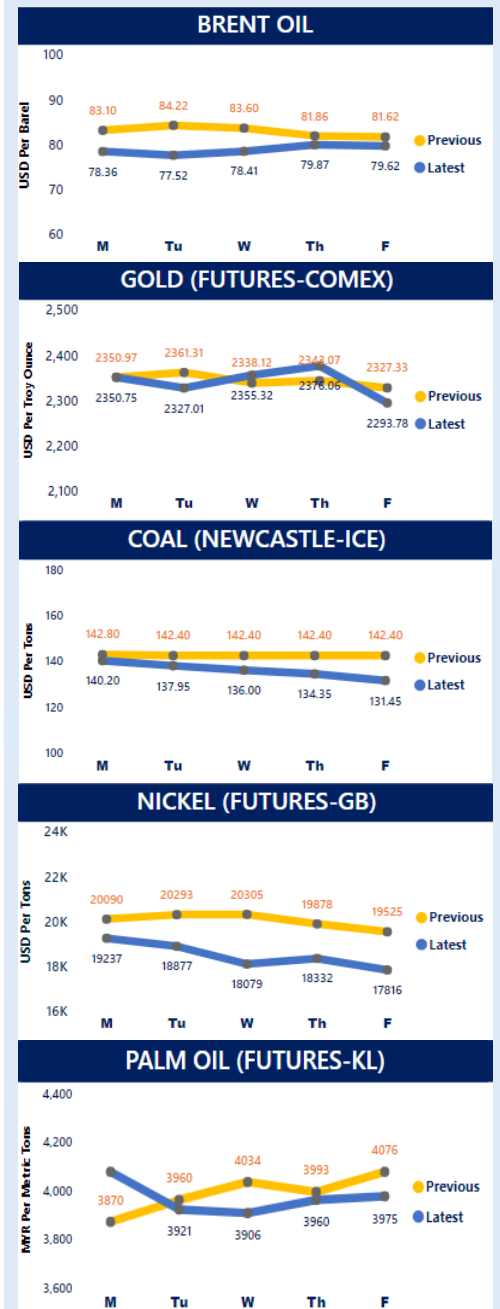 BRENT OIL
100
90
80
70
60
USD Per Barel
83.10 84.22 83.60 81.86 81.62
78.36 77.52 78.41 79.87 79.62
Previous
Latest
M Tu W Th F
GOLD (FUTURES-COMEX)
2,500
2,400
2,300
2,200
2,100
USD Per Troy Ounce
2350.97 2361.31 2338.12 2343.07 2327.33
2350.75 2327.01 2355.32 2376.06 2293.78
Previous
Latest
M Tu W Th F
COAL (NEWCASTLE-ICE)
180
160
140
120
100
USD Per Tons
142.80 142.40 142.40 142.40 142.40
140.20 137.95 136.00 134.35 131.45
Previous
Latest
M Tu W Th F
NICKEL (FUTURES-GB)
24K
22K
20K
18K
16K
USD Per Tons
20090 20293 20305 19878 19525
19237 18877 18079 18332 17816
Previous
Latest
M Tu W Th F
PALM OIL (FUTURES-KL)
4,400
4,200
4,000
3,800
3,600
MYR Per Metric Tons
3870 3960 4034 3993 4076
3921 3906 3960 3975
Previous
Latest
M Tu W Th F